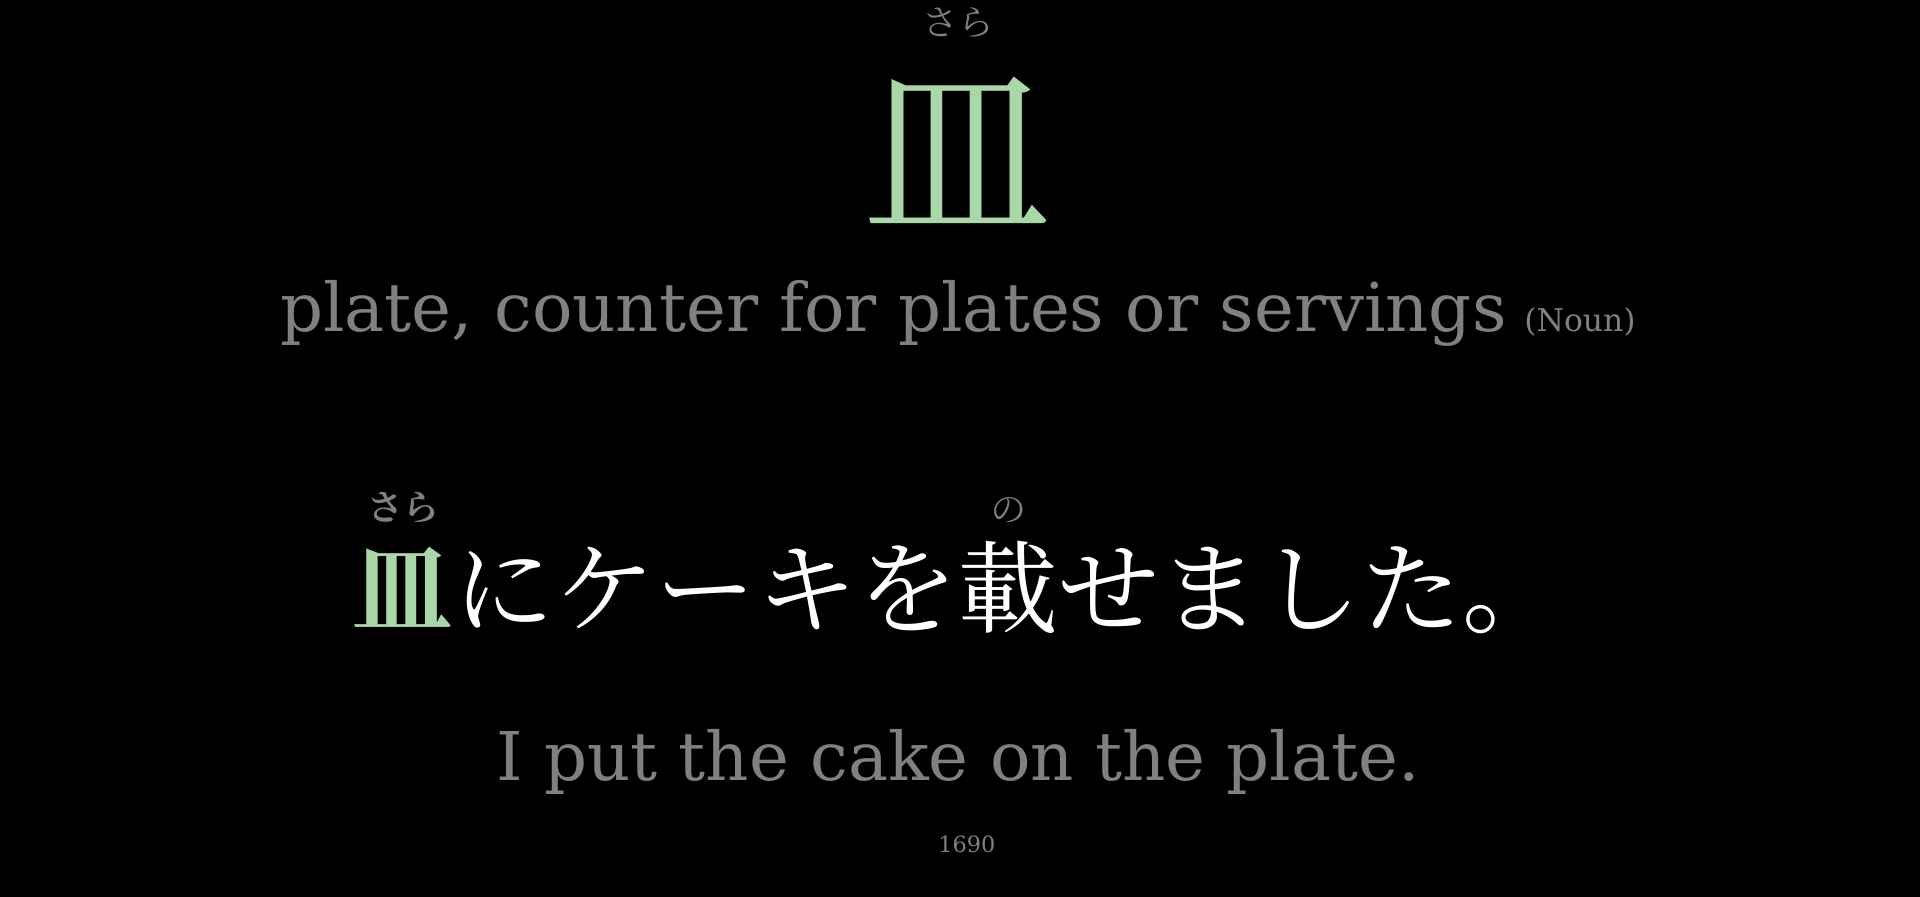 さら
皿
plate, counter for plates or servings (Noun)
さら の
皿にケーキを載せました。
I put the cake on the plate.
1690